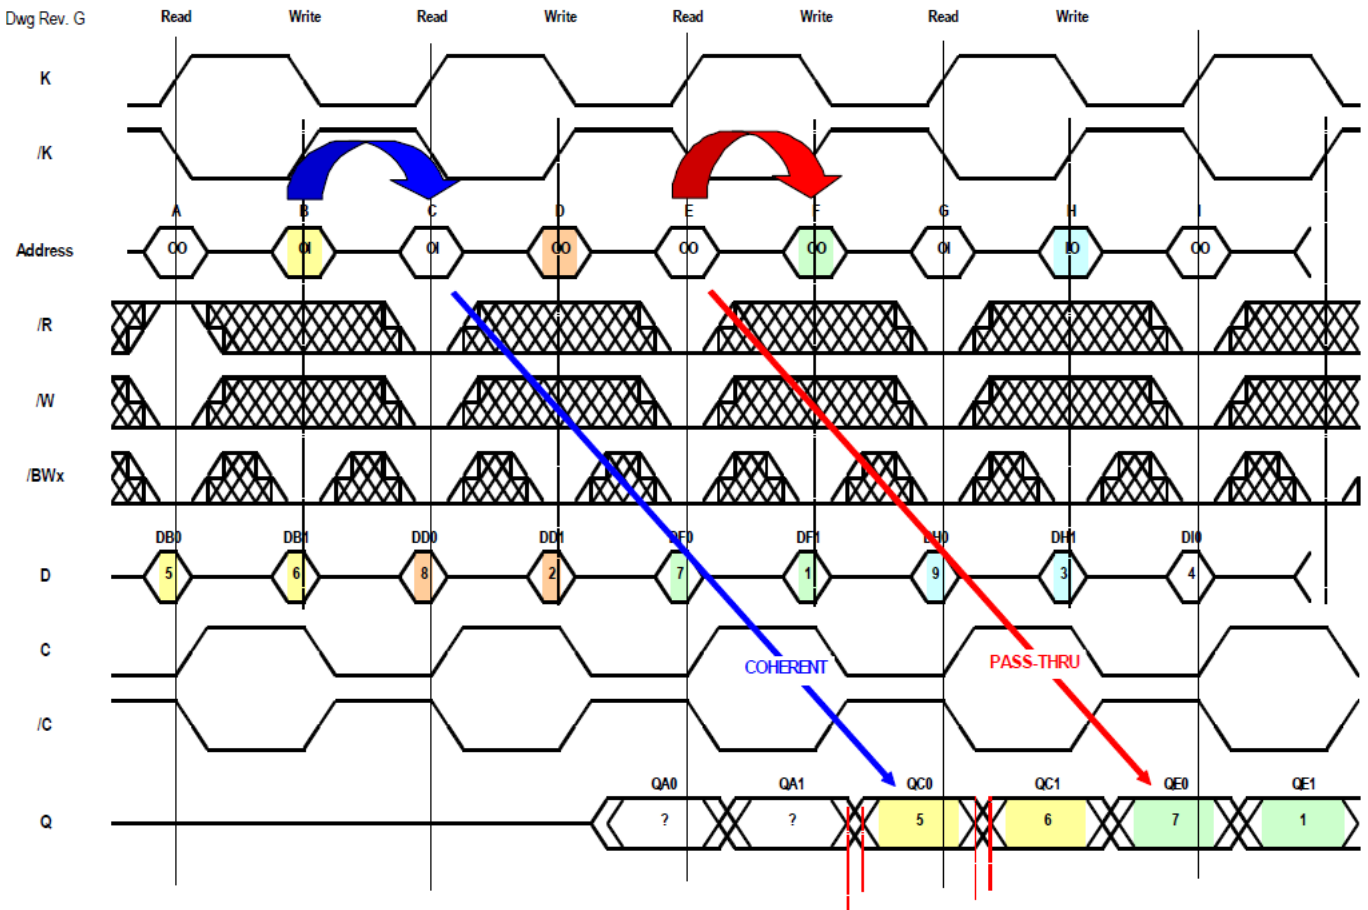 Dwg Rev. G Read Write Read Write Read Write Read Write
K
/K
A B C D E F G H I
Address OO OI OI OO OO OO OI IO OO
/R
/W
/BWx
DB0 DB1 DD0 DD1 DF0 DF1 DH0 DH1 DI0
D 5 6 8 2 7 1 9 3 4
C
COHERENT PASS-THRU
/C
QA0 QA1 QC0 QC1 QE0 QE1
Q ? ? 5 6 7 1